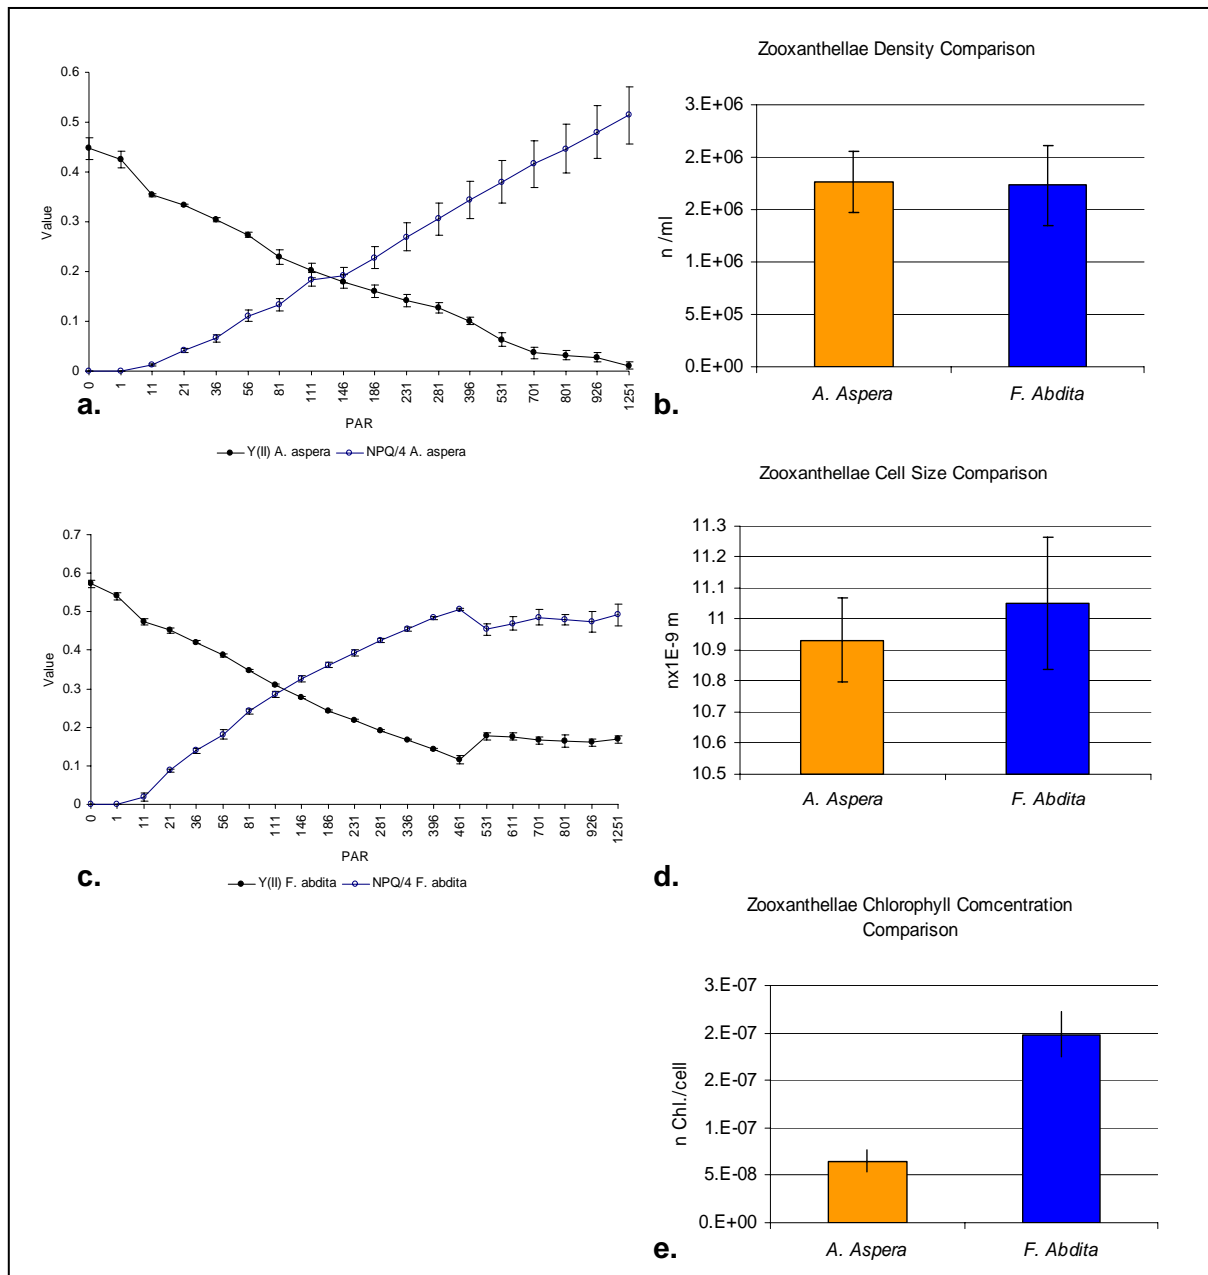 0.6
0.5
0.4
0.3
0.2
0.1
0
Value
0 1 11 21 36 56 81 111 146 186 231 281 396 531 701 801 926 1251
a.
PAR
Y(II) A. aspera NPQ/4 A. aspera
Zooxanthellae Density Comparison
3.E+06
2.E+06
2.E+06
1.E+06
5.E+05
0.E+00
n /ml
A. Aspera F. Abdita
b.
0.7
0.6
0.5
0.4
0.3
0.2
0.1
0
Value
0 1 11 21 36 56 81 111 146 186 231 281 336 396 461 531 611 701 801 926 1251
c.
PAR
Y(II) F. abdita NPQ/4 F. abdita
Zooxanthellae Cell Size Comparison
11.3
11.2
11.1
11
10.9
10.8
10.7
10.6
10.5
nx1E-9 m
A. Aspera F. Abdita
d.
Zooxanthellae Chlorophyll Comcentration
Comparison
3.E-07
2.E-07
2.E-07
1.E-07
5.E-08
0.E+00
n Chl./cell
A. Aspera F. Abdita
e.